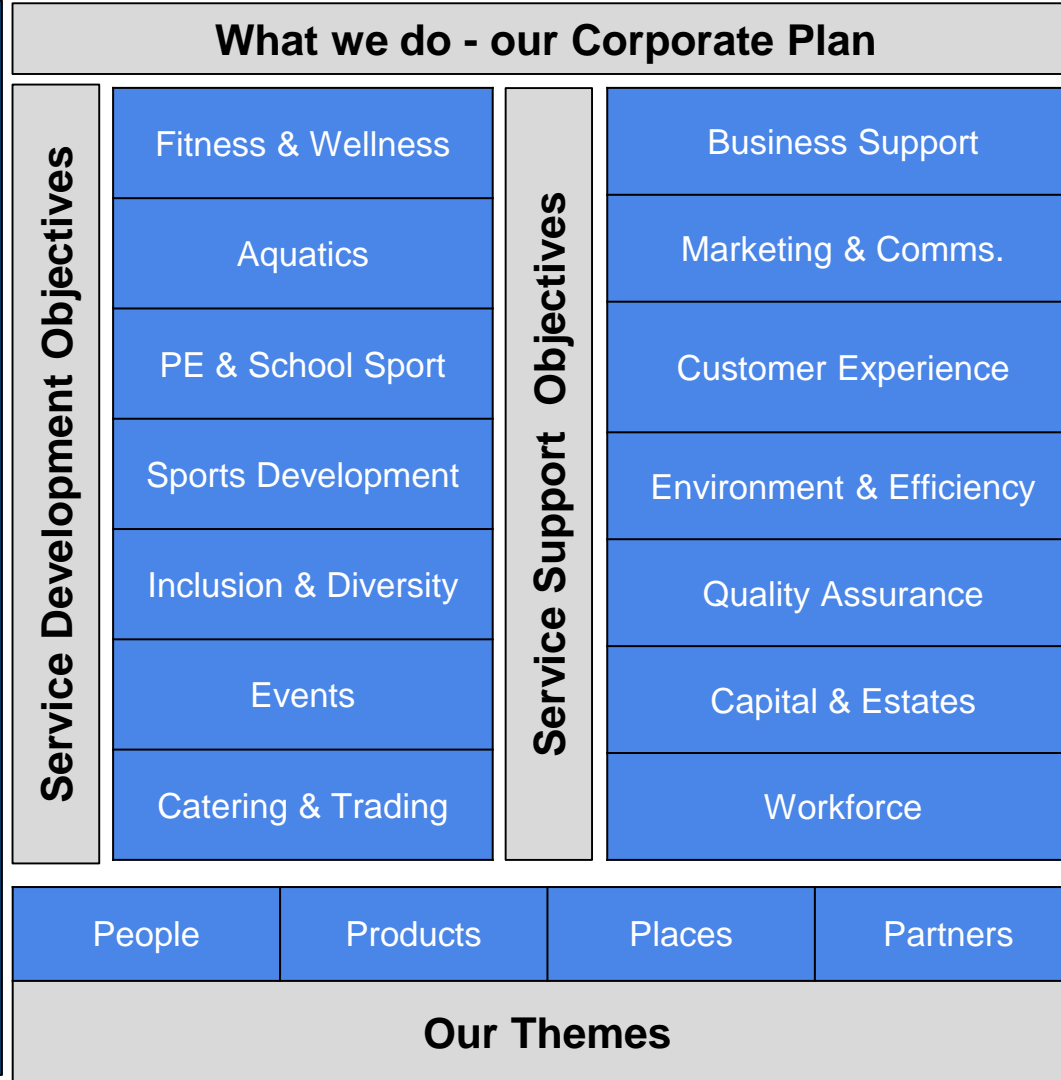 What we do - our Corporate Plan
Service Development Objectives
Fitness & Wellness
Aquatics
PE & School Sport
Sports Development
Inclusion & Diversity
Events
Catering & Trading
Service Support Objectives
Business Support
Marketing & Comms.
Customer Experience
Environment & Efficiency
Quality Assurance
Capital & Estates
Workforce
People
Products
Places
Partners
Our Themes